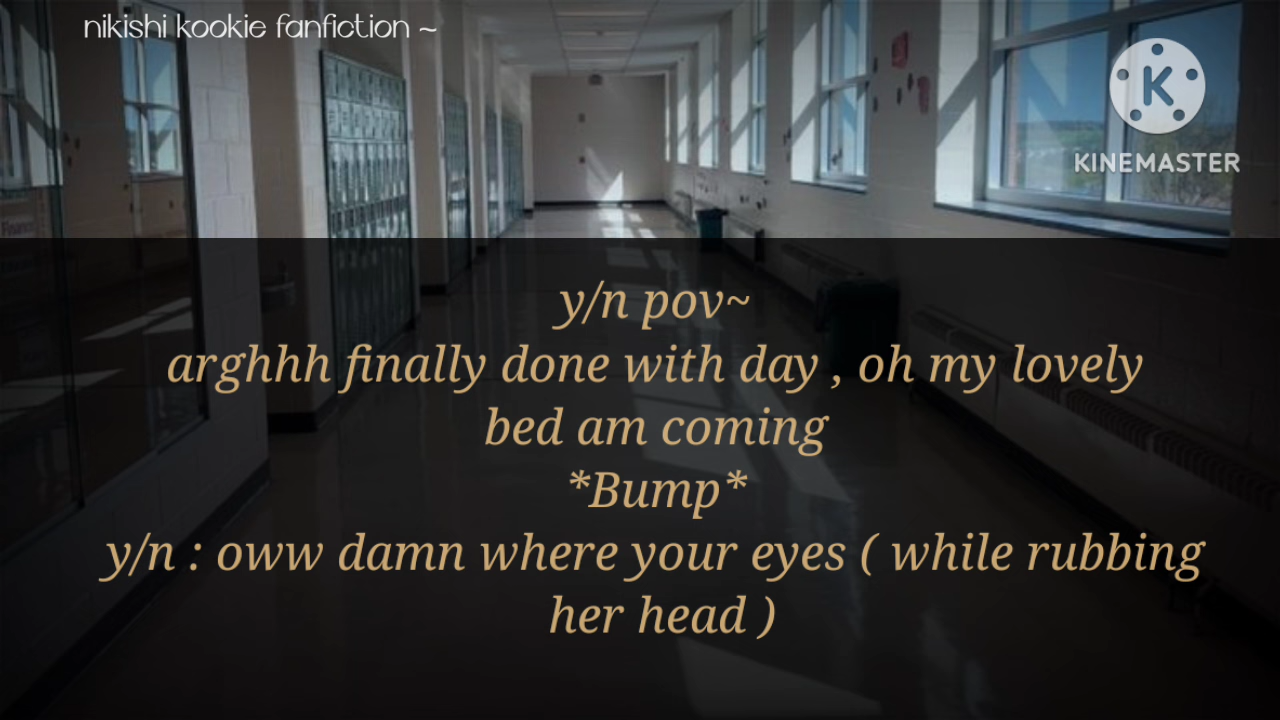 nikishi kookie fanfiction ~
KINEMASTER
y/n pov~
arghhh finally done with day , oh my lovely
bed am coming
*Bump*
y/n : oww damn where your eyes ( while rubbing
her head )